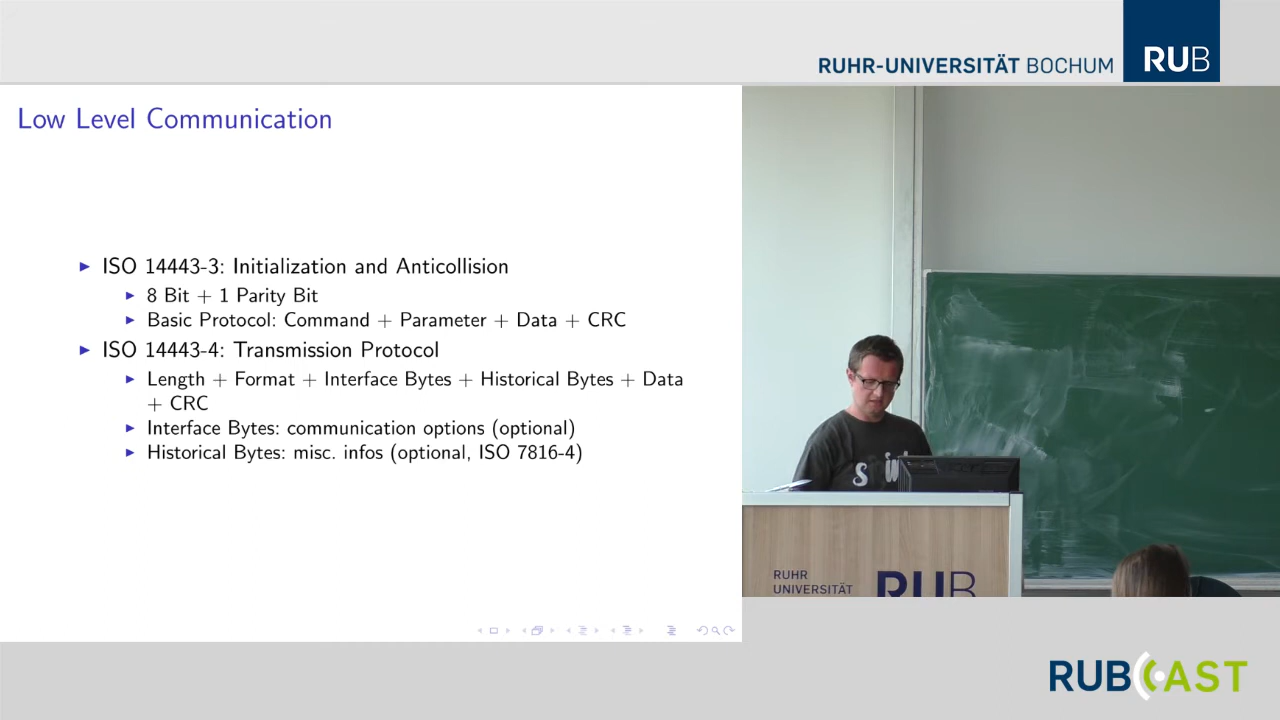 RUHR-UNIVERSITÄT BOCHUM
RUB
Low Level Communication
ISO 14443-3: Initialization and Anticollision
8 Bit + 1 Parity Bit
Basic Protocol: Command + Parameter + Data + CRC
ISO 14443-4: Transmission Protocol
Length + Format + Interface Bytes + Historical Bytes + Data
+ CRC
Interface Bytes: communication options (optional)
Historical Bytes: misc. infos (optional, ISO 7816-4)
RUHR
UNIVERSITÄT
RUB
RUBCAST